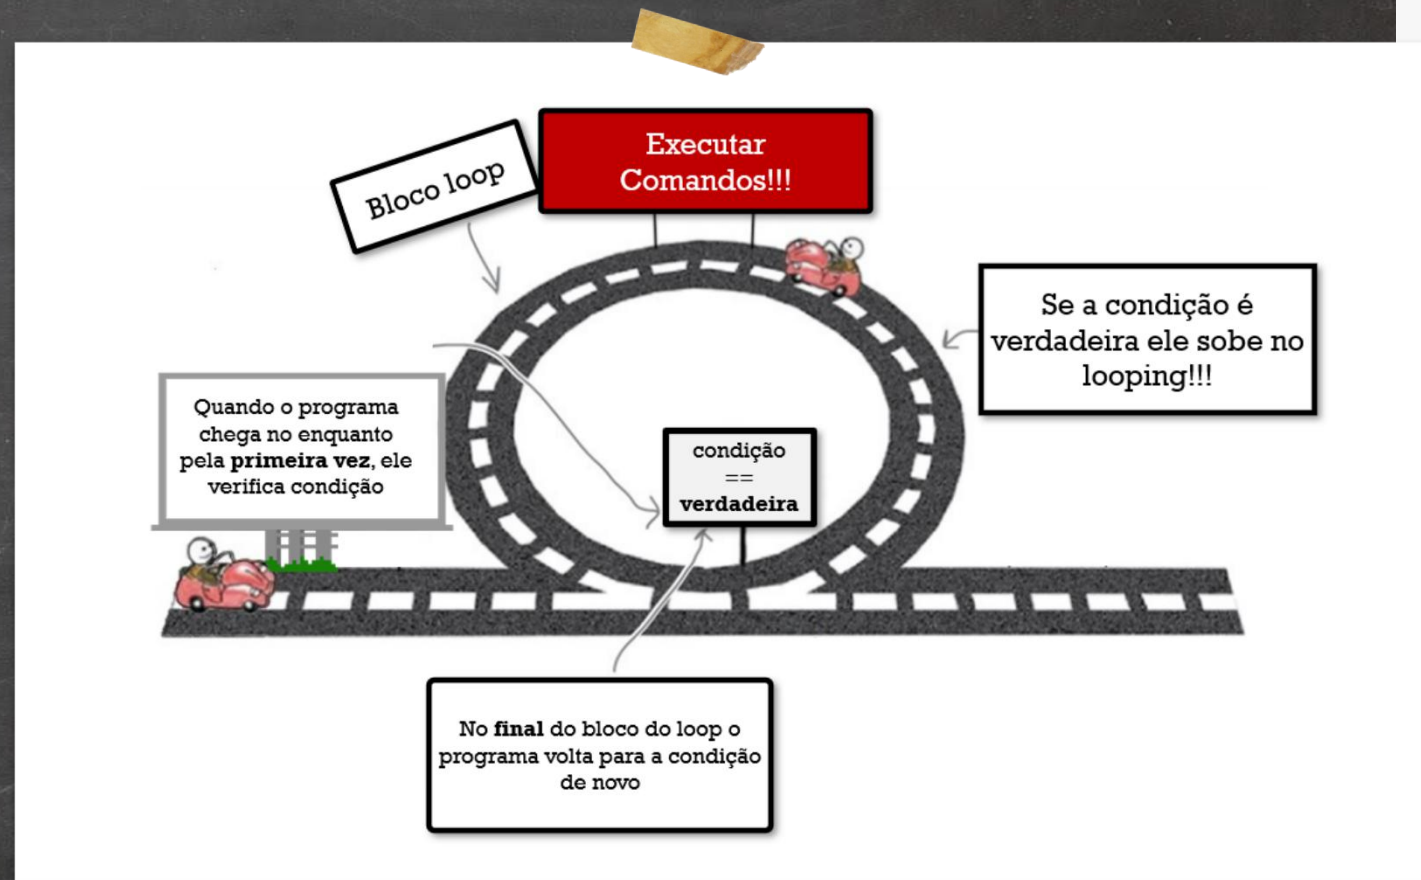 Executar
Comandos!!!
Bloco loop
Se a condição é
verdadeira ele sobe no
looping!!!
Quando o programa
chega no enquanto
pela primeira vez, ele
verifica condição
condição
==
verdadeira
No final do bloco do loop o
programa volta para a condição
de novo